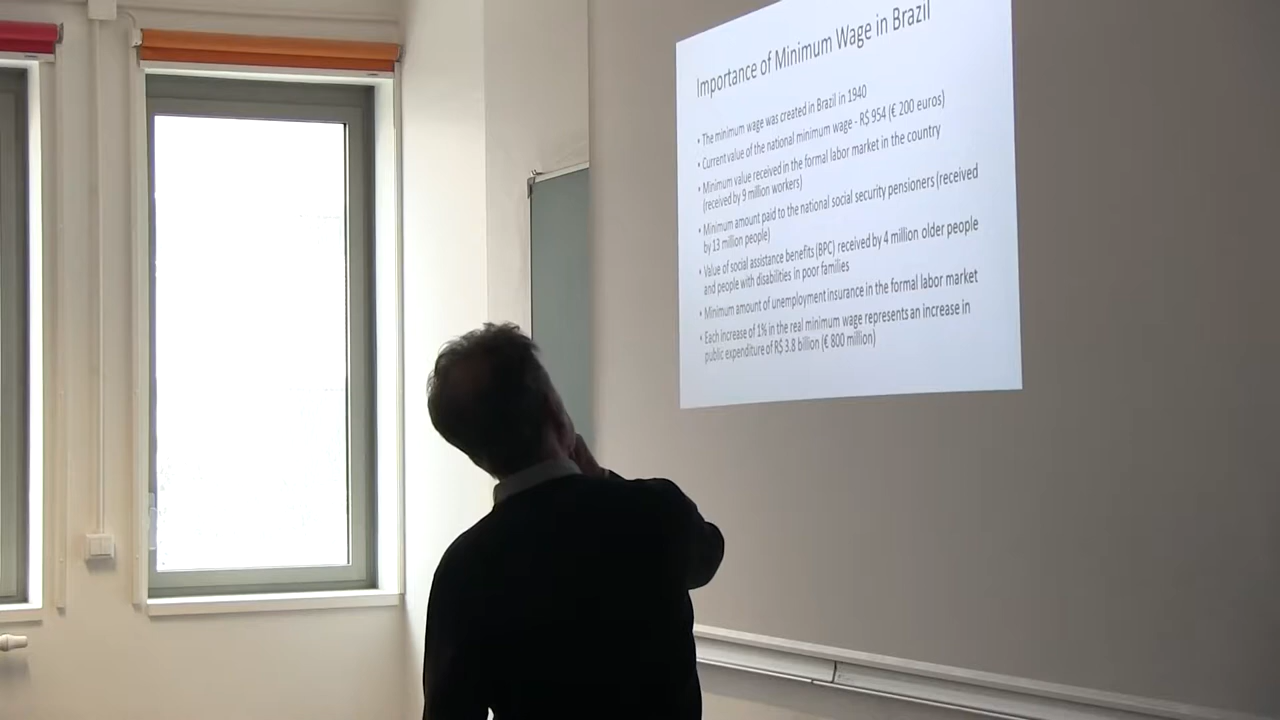 Importance of Minimum Wage in Brazil
• The minimum wage was created in Brazil in 1940
• Current value of the national minimum wage - R$ 954 (€ 200 euros)
• Minimum value received in the formal labor market in the country
(received by 9 million workers)
• Minimum amount paid to the national social security pensioners (received
by 13 million people)
• Value of social assistance benefits (BPC) received by 4 million older people
and people with disabilities in poor families
• Minimum amount of unemployment insurance in the formal labor market
• Each increase of 1% in the real minimum wage represents an increase in
public expenditure of R$ 3.8 billion (€ 800 million)